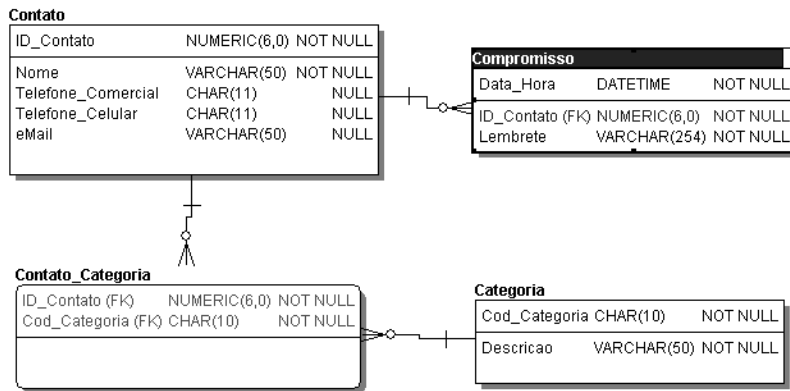 Contato
ID_Contato NUMERIC(6,0) NOT NULL
Nome VARCHAR(50) NOT NULL
Telefone_Comercial CHAR(11) NULL
Telefone_Celular CHAR(11) NULL
eMail VARCHAR(50) NULL
Compromisso
Data_Hora DATETIME NOT NULL
ID_Contato (FK) NUMERIC(6,0) NOT NULL
Lembrete VARCHAR(254) NOT NULL
Contato_Categoria
ID_Contato (FK) NUMERIC(6,0) NOT NULL
Cod_Categoria (FK) CHAR(10) NOT NULL
Categoria
Cod_Categoria CHAR(10) NOT NULL
Descricao VARCHAR(50) NOT NULL